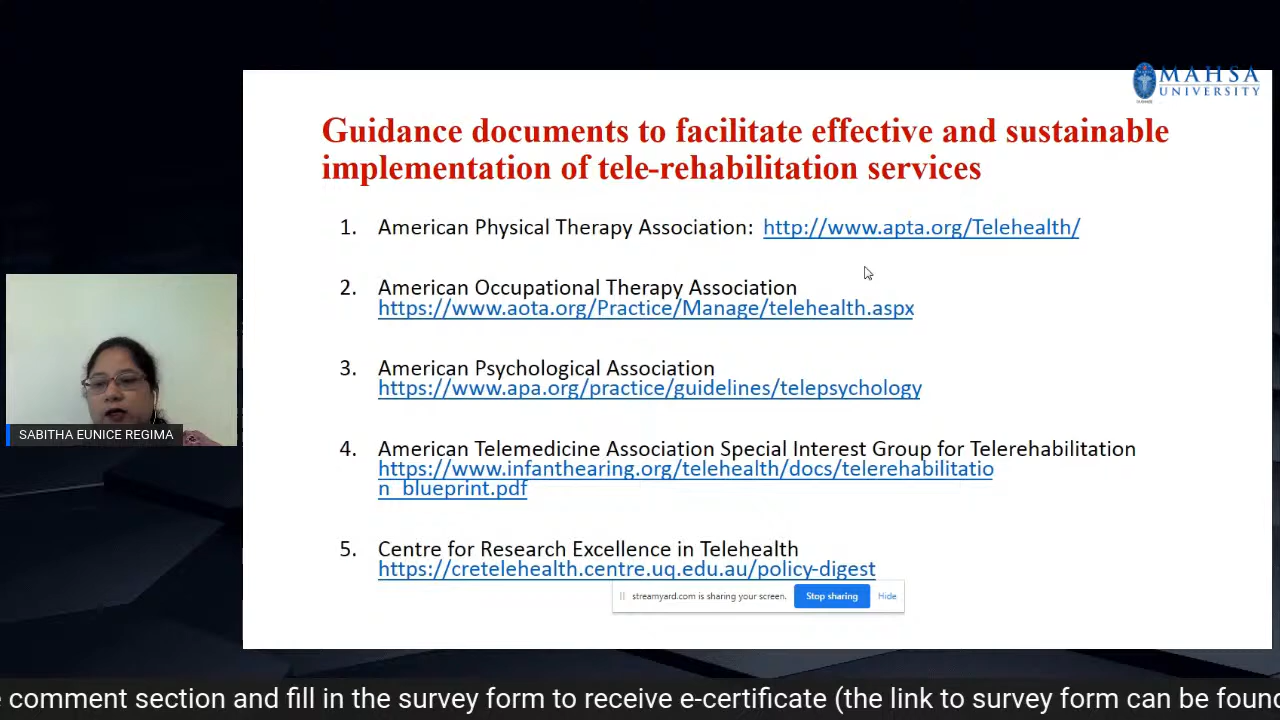 MAHSA
UNIVERSITY
Guidance documents to facilitate effective and sustainable
implementation of tele-rehabilitation services
1. American Physical Therapy Association: http://www.apta.org/Telehealth/
2. American Occupational Therapy Association
https://www.aota.org/Practice/Manage/telehealth.aspx
3. American Psychological Association
https://www.apa.org/practice/guidelines/telepsychology
SABITHA EUNICE REGIMA
4. American Telemedicine Association Special Interest Group for Telerehabilitation
https://www.infanthearing.org/telehealth/docs/telerehabilitatio
n_blueprint.pdf
5. Centre for Research Excellence in Telehealth
https://cretelehealth.centre.uq.edu.au/policy-digest
streamyard.com is sharing your screen. Stop sharing Hide
comment section and fill in the survey form to receive e-certificate (the link to survey form can be found